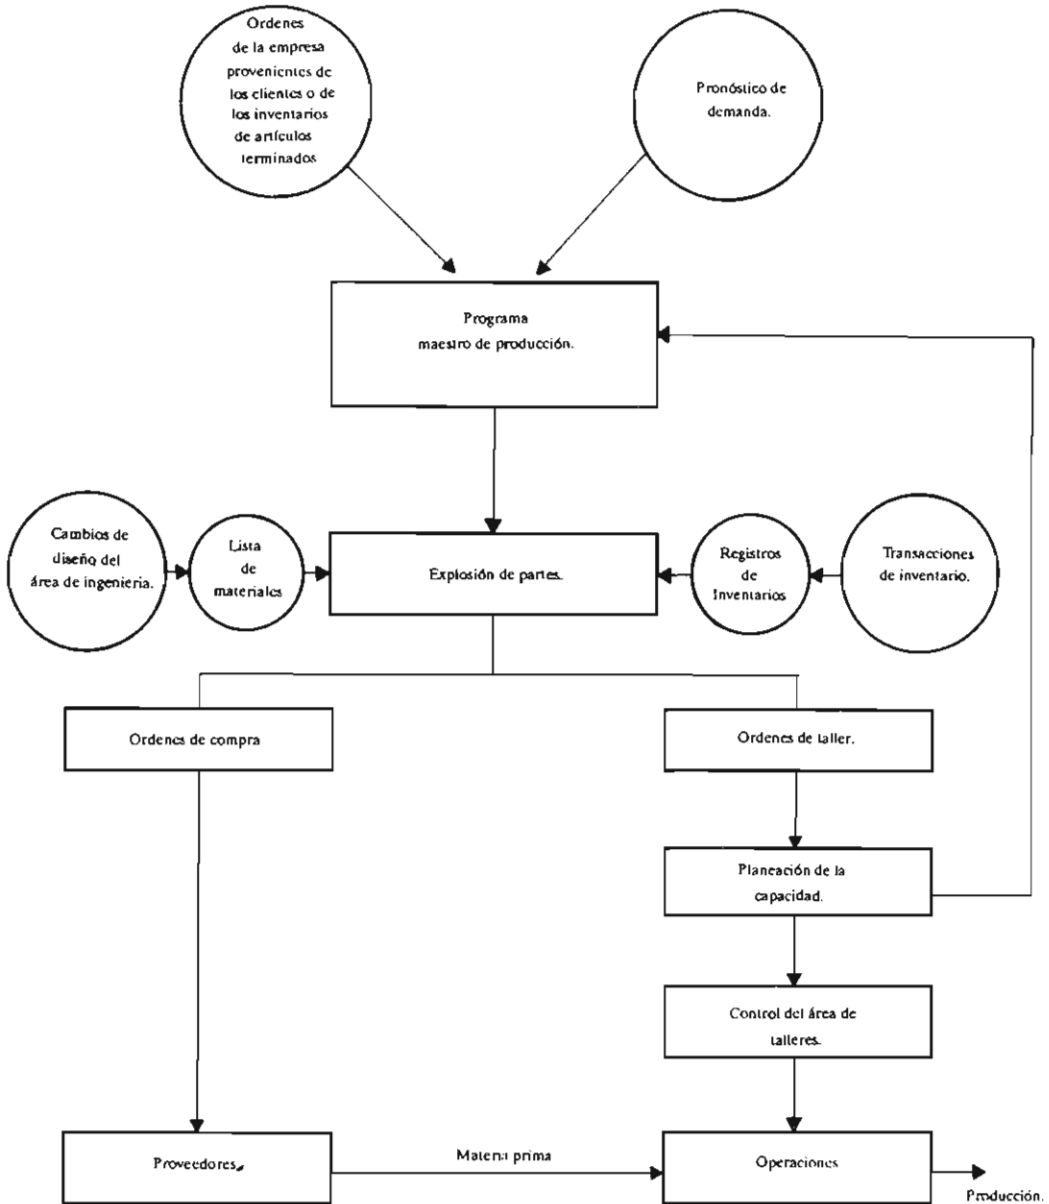 Ordenes
de la empresa
provenientes de
los clientes o de
los inventarios
de artículos
terminados
Pronóstico de
demanda.
Programa
maestro de producción.
Cambios de
diseño del
área de ingenieria.
Lista
de
materiales
Explosión de partes.
Registros
de
Inventarios
Transacciones
de inventario.
Ordenes de compra
Ordenes de taller.
Planeación de la
capacidad.
Control del área de
talleres.
Proveedores.
Materia prima
Operaciones
Producción.